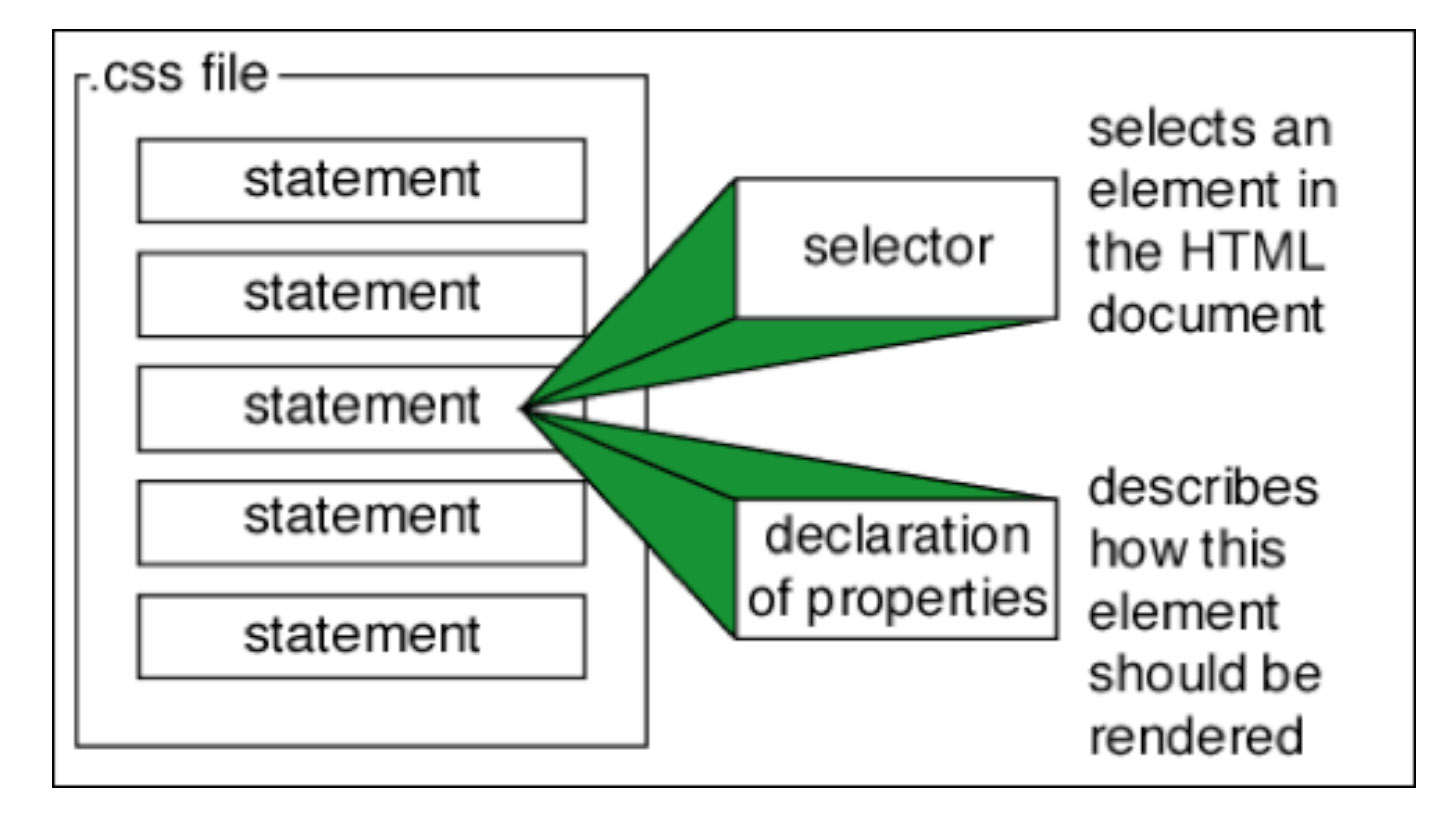 .css file
statement
statement
statement
statement
statement
selector
selects an
element in
the HTML
document
declaration
of properties
describes
how this
element
should be
rendered